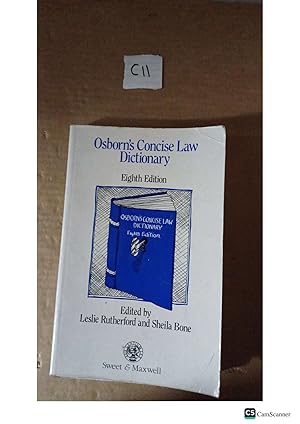 C11
Osborn's Concise Law
Dictionary
Eighth Edition
OSBORN'S CONCISE LAW
DICTIONARY
Eighth Edition
Edited by
Leslie Rutherford and Sheila Bone
Sweet & Maxwell
CS CamScanner